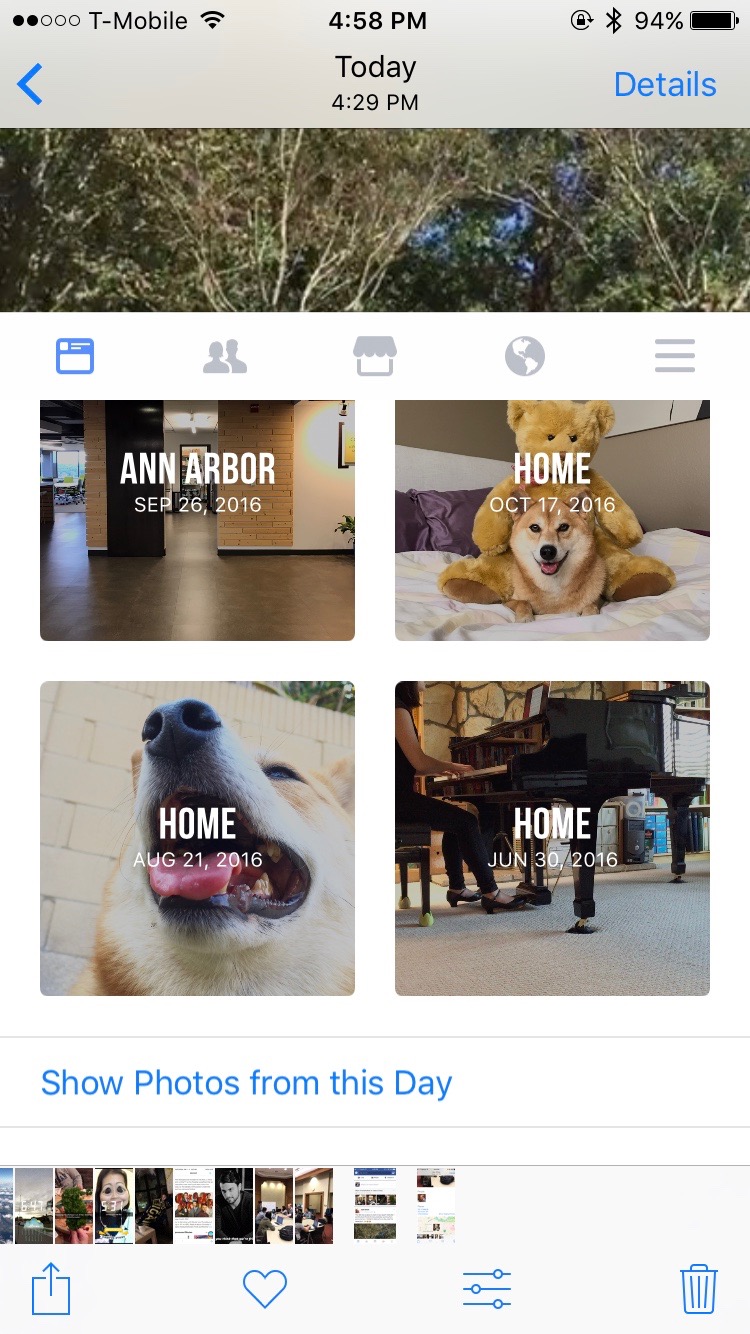 T-Mobile 4:58 PM 94%
Today
4:29 PM
Details
ANN ARBOR
SEP 26, 2016
HOME
OCT 17, 2016
HOME
AUG 21, 2016
HOME
JUN 30, 2016
Show Photos from this Day